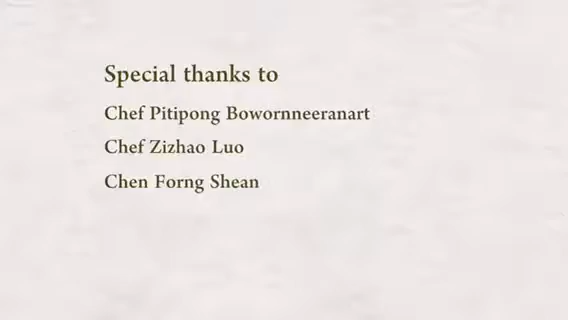 Special thanks to
Chef Pitipong Bowornneeranart
Chef Zizhao Luo
Chen Forng Shean